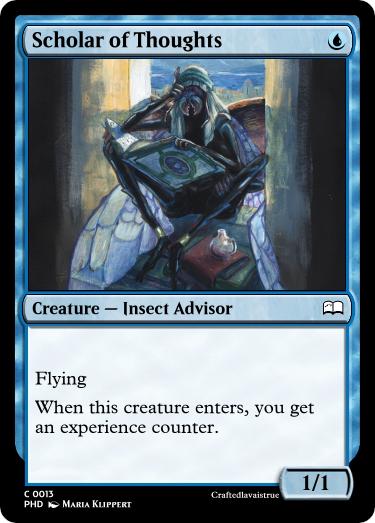 Scholar of Thoughts
Creature — Insect Advisor
Flying
When this creature enters, you get
an experience counter.
1/1
C 0013
PHD Maria Klippert
Craftedlavaistrue